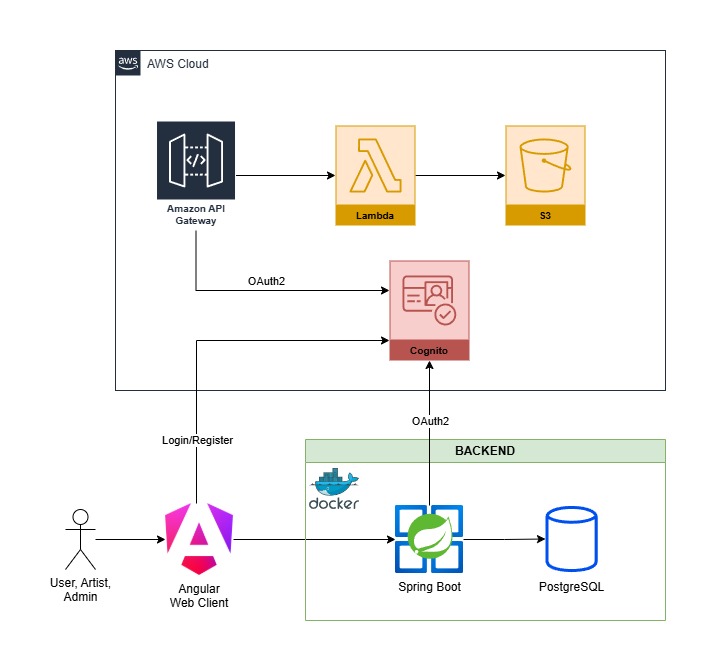 aws
AWS Cloud
Amazon API
Gateway
Lambda
S3
OAuth2
Cognito
OAuth2
Login/Register
BACKEND
docker
User, Artist,
Admin
Angular
Web Client
Spring Boot
PostgreSQL